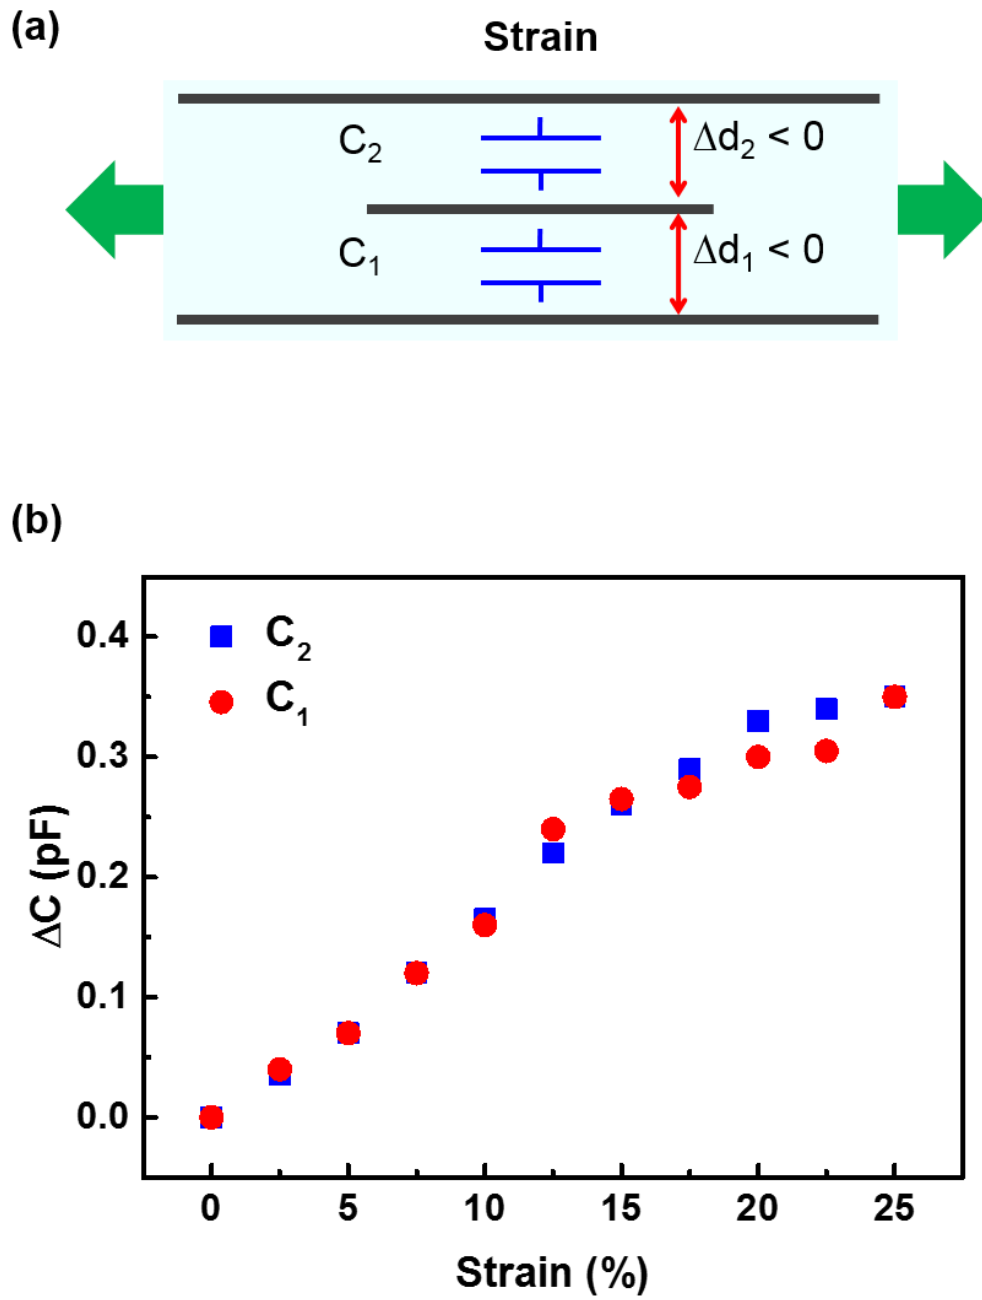 (a)
Strain
C₂
Δd₂ < 0
C₁
Δd₁ < 0
(b)
C₂
C₁
0.4
0.3
0.2
0.1
0.0
ΔC (pF)
0 5 10 15 20 25
Strain (%)